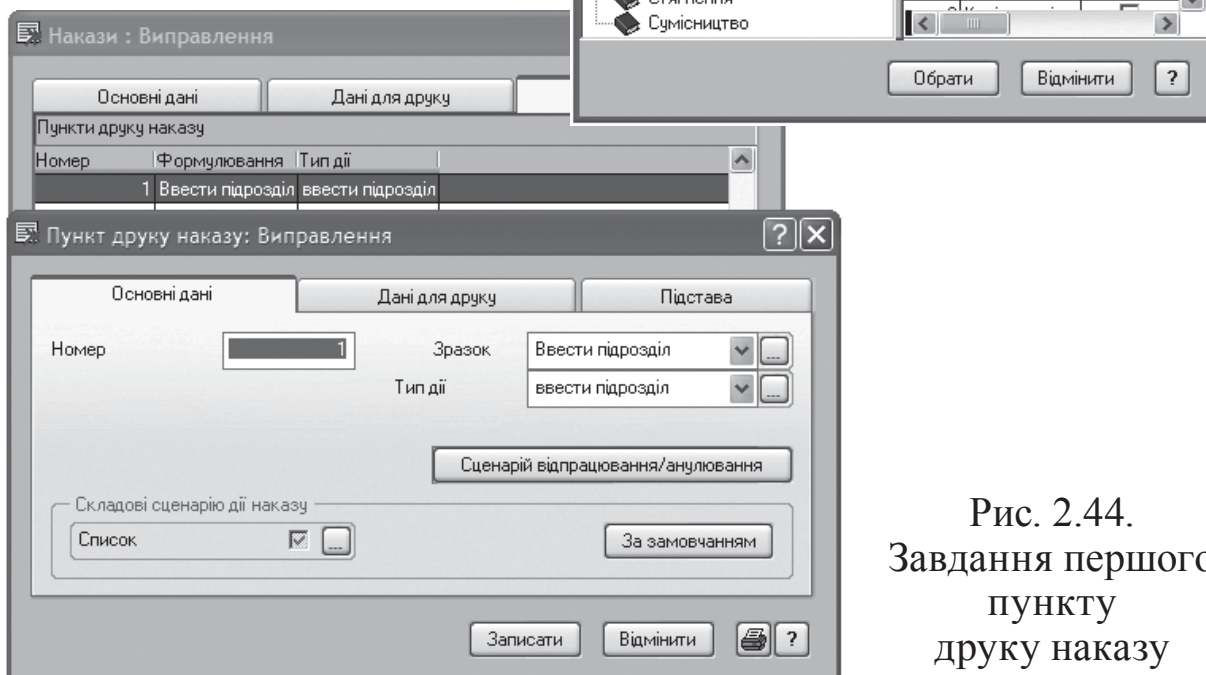 Сумісництво
Обрати Відмінити ?
Накази : Виправлення
Основні дані Дані для друку
Пункти друку наказу
Номер Формулювання Тип дії
1 Ввести підрозділ ввести підрозділ
Пункт друку наказу: Виправлення
Основні дані Дані для друку Підстава
Номер 1 Зразок Ввести підрозділ ...
Тип дії ввести підрозділ ...
Сценарій відпрацювання/анулювання
Складові сценарію дії наказу
Список ... За замовчанням
Записати Відмінити ?
Рис. 2.44.
Завдання першого
пункту
друку наказу